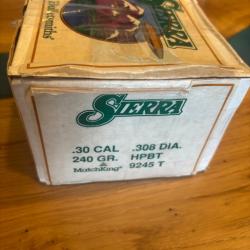 SIERRA
.30 CAL .308 DIA.
240 GR. HPBT
MatchKing® 9245 T